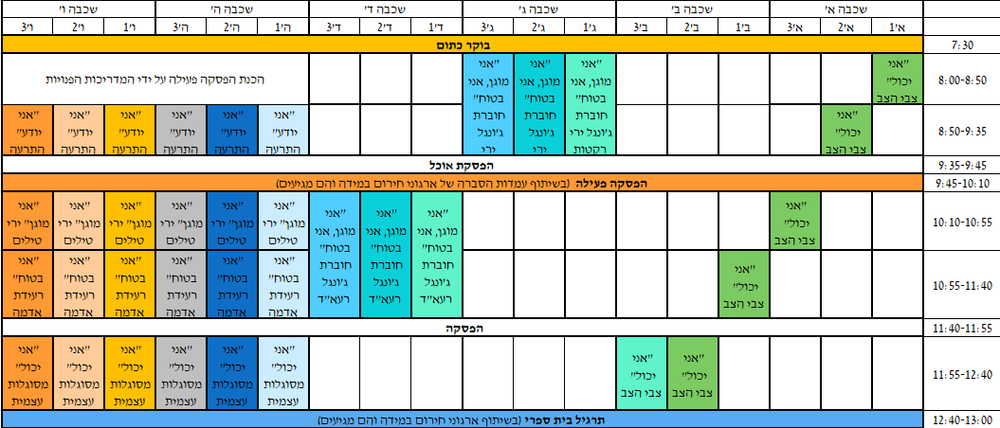 שכבה א' שכבה ב' שכבה ג' שכבה ד' שכבה ה' שכבה ו'
א'1 א'3 א'3 ב'1 ב'2 ב'3 ג'1 ג'2 ג'3 ד'1 ד'2 ד'3 ה'1 ה'2 ה'3 ו'1 ו'2 ו'3
7:30
בוקר כתום
8:00-8:50
"אני
יכול"
צבי הצב
"אני
מוגן, אני
בטוח"
חוברת
ג'ונגל ירי
רקטות
"אני
מוגן, אני
בטוח"
חוברת
ג'ונגל
ירי
"אני
מוגן, אני
בטוח"
חוברת
ג'ונגל
ירי
הכנת הפסקה פעילה על ידי המדריכות הפנויות
8:50-9:35
"אני
יכול"
צבי הצב
"אני
יודע"
התרעה
"אני
יודע"
התרעה
"אני
יודע"
התרעה
"אני
יודע"
התרעה
"אני
יודע"
התרעה
"אני
יודע"
התרעה
9:35-9:45
הפסקת אוכל
9:45-10:10
הפסקה פעילה (בשיתוף עמדות הסברה של ארגוני חירום במידה והם מגיעים)
10:10-10:55
"אני
יכול"
צבי הצב
"אני
מוגן, אני
בטוח"
חוברת
ג'ונגל
רעא"ד
"אני
מוגן, אני
בטוח"
חוברת
ג'ונגל
רעא"ד
"אני
מוגן, אני
בטוח"
חוברת
ג'ונגל
רעא"ד
"אני
מוגן" ירי
טילים
"אני
מוגן" ירי
טילים
"אני
מוגן" ירי
טילים
"אני
מוגן" ירי
טילים
"אני
מוגן" ירי
טילים
"אני
מוגן" ירי
טילים
10:55-11:40
"אני
יכול"
צבי הצב
"אני
בטוח"
רעידת
אדמה
"אני
בטוח"
רעידת
אדמה
"אני
בטוח"
רעידת
אדמה
"אני
בטוח"
רעידת
אדמה
"אני
בטוח"
רעידת
אדמה
"אני
בטוח"
רעידת
אדמה
11:40-11:55
הפסקה
11:55-12:40
"אני
יכול"
צבי הצב
"אני
יכול"
צבי הצב
"אני
יכול"
מסוגלות
עצמית
"אני
יכול"
מסוגלות
עצמית
"אני
יכול"
מסוגלות
עצמית
"אני
יכול"
מסוגלות
עצמית
"אני
יכול"
מסוגלות
עצמית
"אני
יכול"
מסוגלות
עצמית
12:40-13:00
תרגיל בית ספרי (בשיתוף ארגוני חירום במידה והם מגיעים)